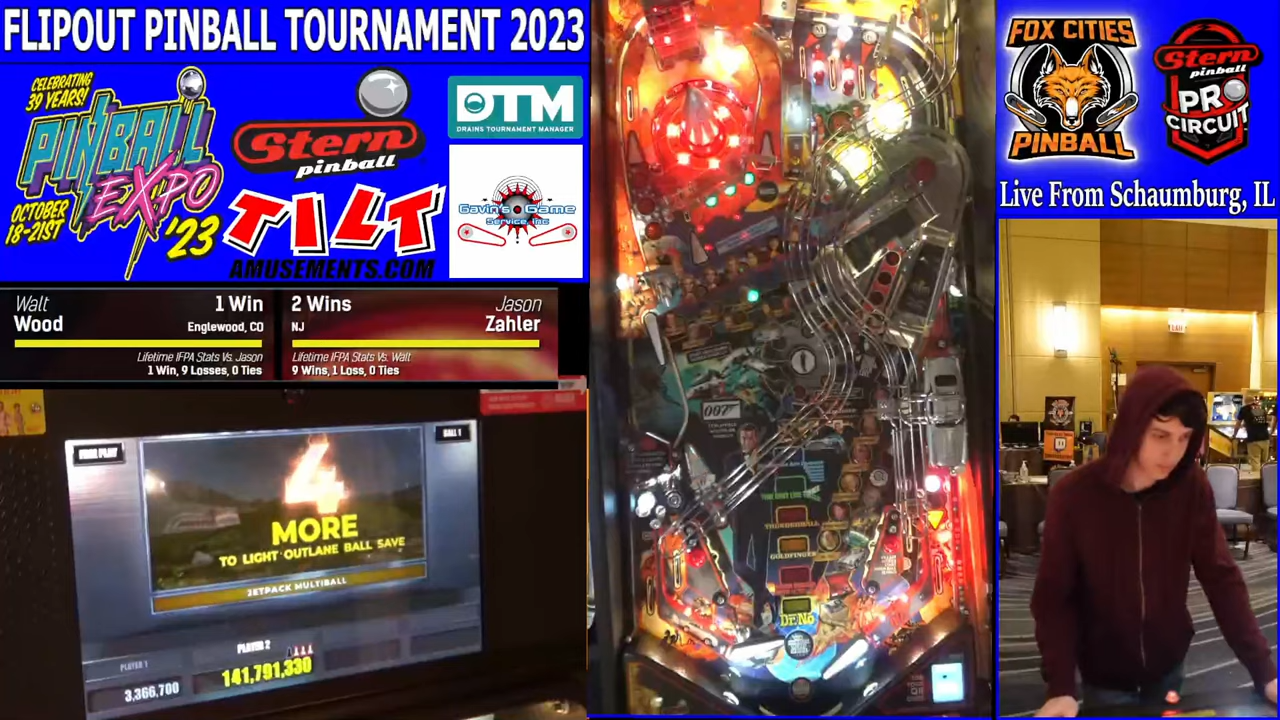 FLIPOUT PINBALL TOURNAMENT 2023
CELEBRATING
39 YEARS!
PINBALL
EXPO
'23
OCTOBER
18-21ST
Stern
pinball
TILT
AMUSEMENTS.COM
DTM
DRAINS TOURNAMENT MANAGER
Gavin's Game
Service, Inc
FOX CITIES
PINBALL
Stern
pinball
PRO
CIRCUIT
Live From Schaumburg, IL
Walt
Wood
1 Win
Englewood, CO
Lifetime IFPA Stats Vs. Jason
1 Win, 9 Losses, 0 Ties
2 Wins
NJ
Jason
Zahler
Lifetime IFPA Stats Vs. Walt
9 Wins, 1 Loss, 0 Ties
FREE PLAY
BALL 1
4
MORE
TO LIGHT OUTLANE BALL SAVE
JETPACK MULTIBALL
PLAYER 1
3,366,700
PLAYER 2
141,791,330
007
THUNDERBALL
GOLDFINGER
Dr. No
EXIT